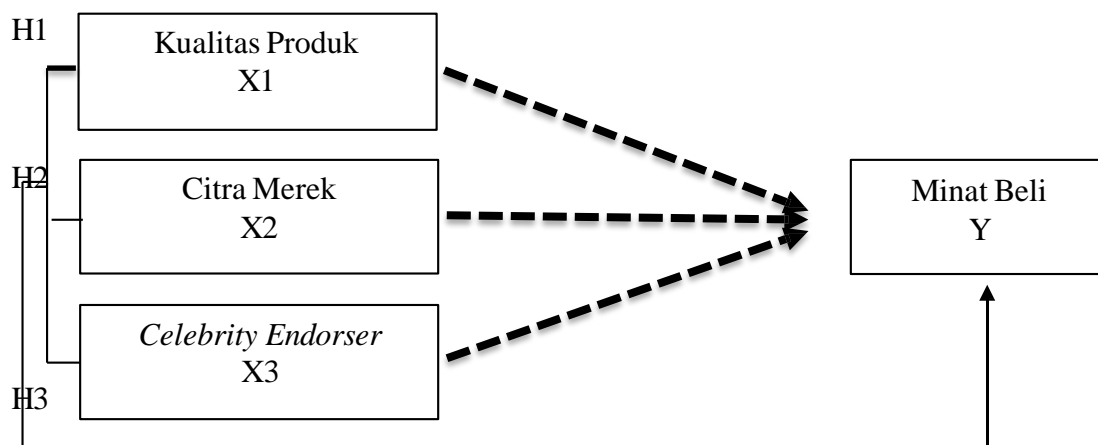 H1
Kualitas Produk
X1
H2
Citra Merek
X2
Minat Beli
Y
Celebrity Endorser
X3
H3